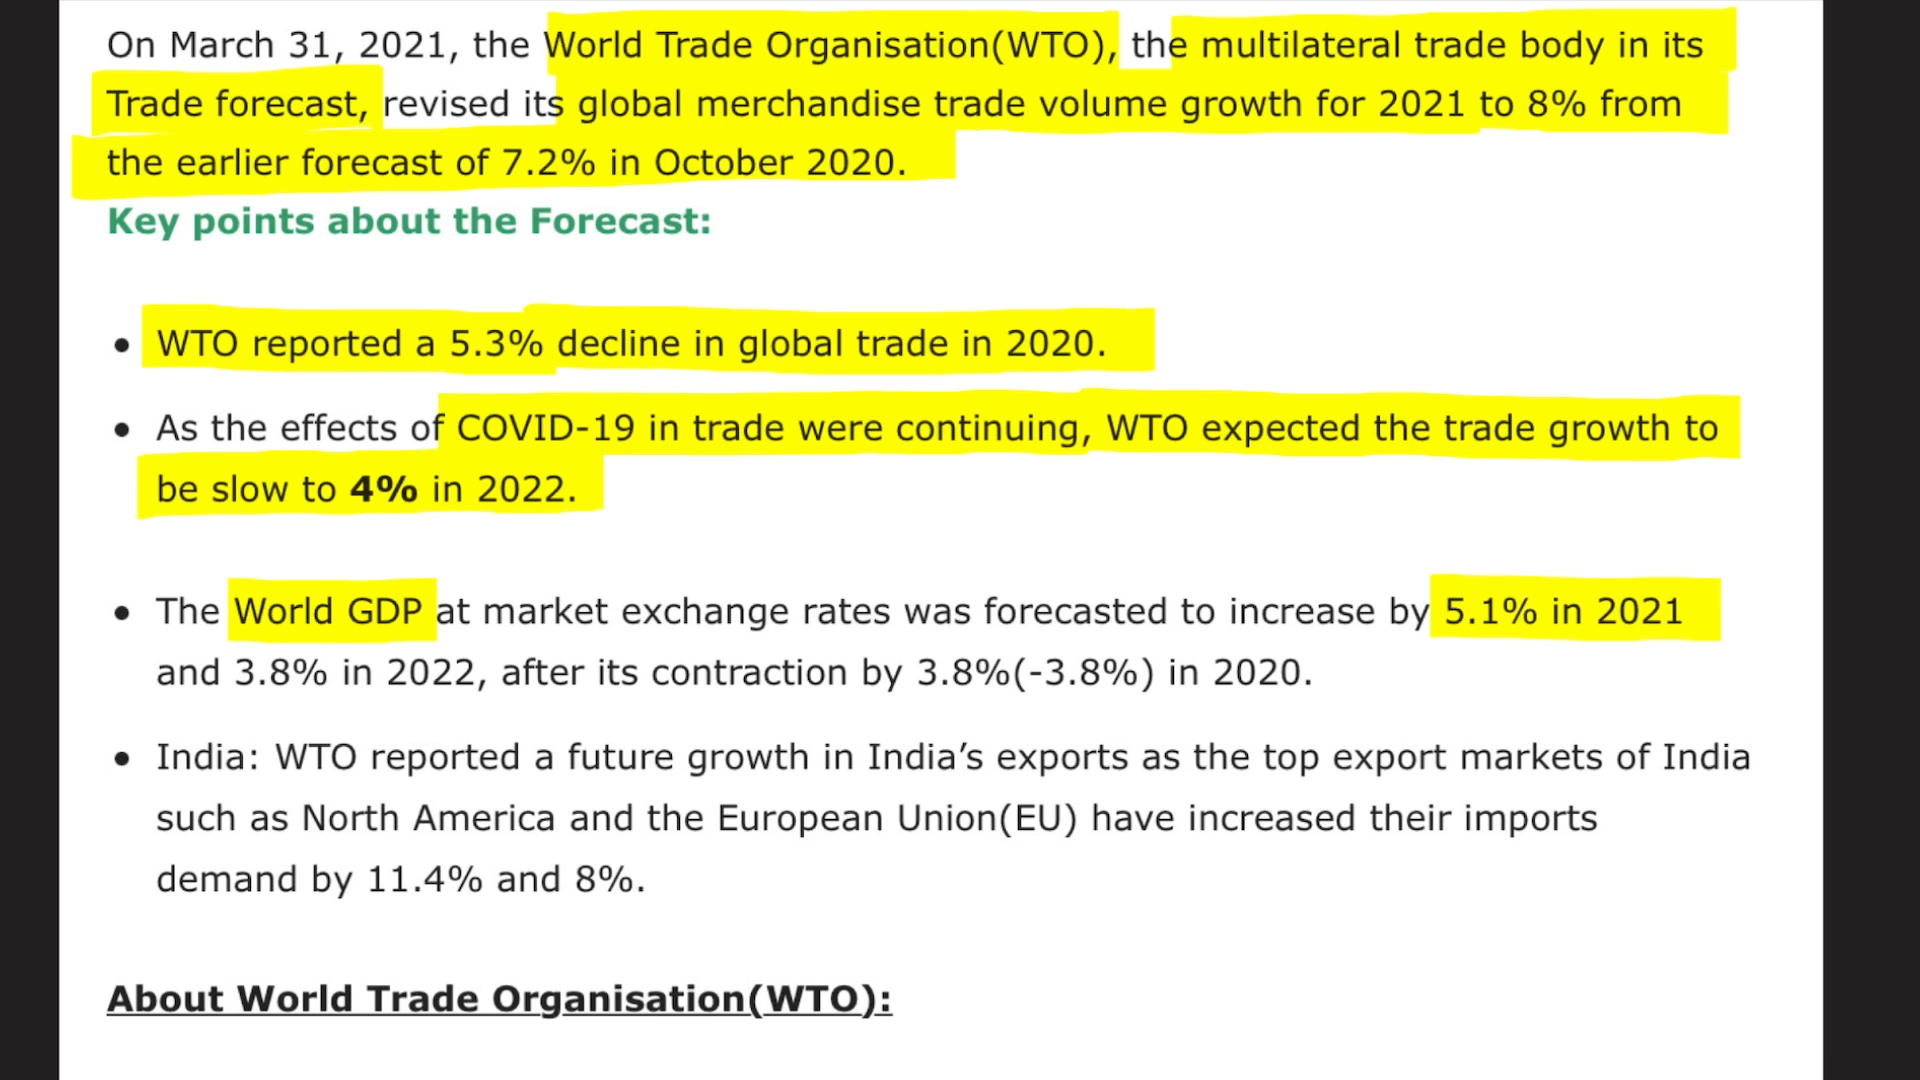 On March 31, 2021, the World Trade Organisation(WTO), the multilateral trade body in its
Trade forecast, revised its global merchandise trade volume growth for 2021 to 8% from
the earlier forecast of 7.2% in October 2020.
Key points about the Forecast:
• WTO reported a 5.3% decline in global trade in 2020.
• As the effects of COVID-19 in trade were continuing, WTO expected the trade growth to
be slow to 4% in 2022.
• The World GDP at market exchange rates was forecasted to increase by 5.1% in 2021
and 3.8% in 2022, after its contraction by 3.8%(-3.8%) in 2020.
• India: WTO reported a future growth in India’s exports as the top export markets of India
such as North America and the European Union(EU) have increased their imports
demand by 11.4% and 8%.
About World Trade Organisation(WTO):